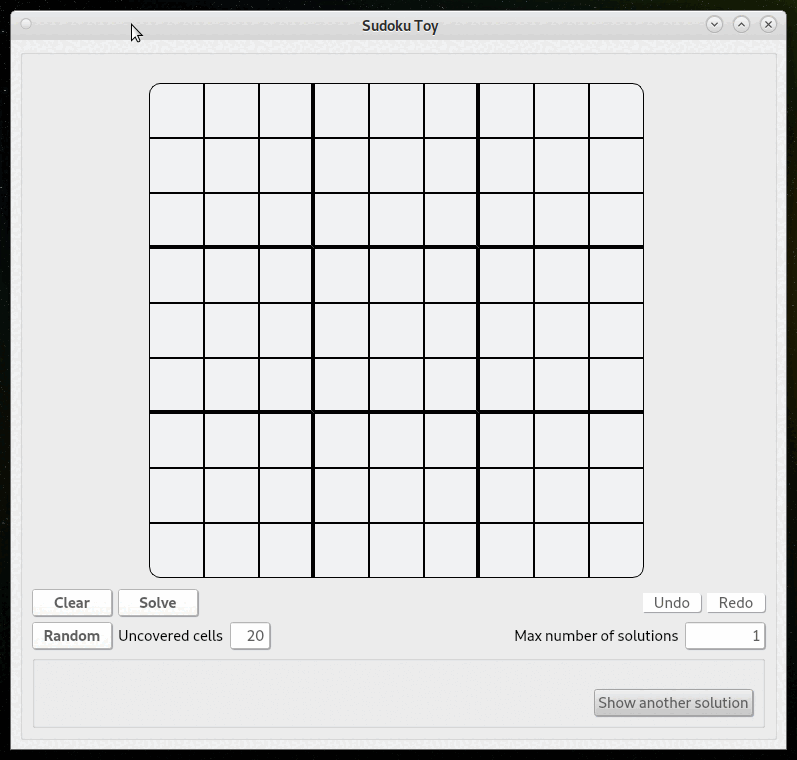 Sudoku Toy
Clear Solve Undo Redo
Random Uncovered cells 20 Max number of solutions 1
Show another solution